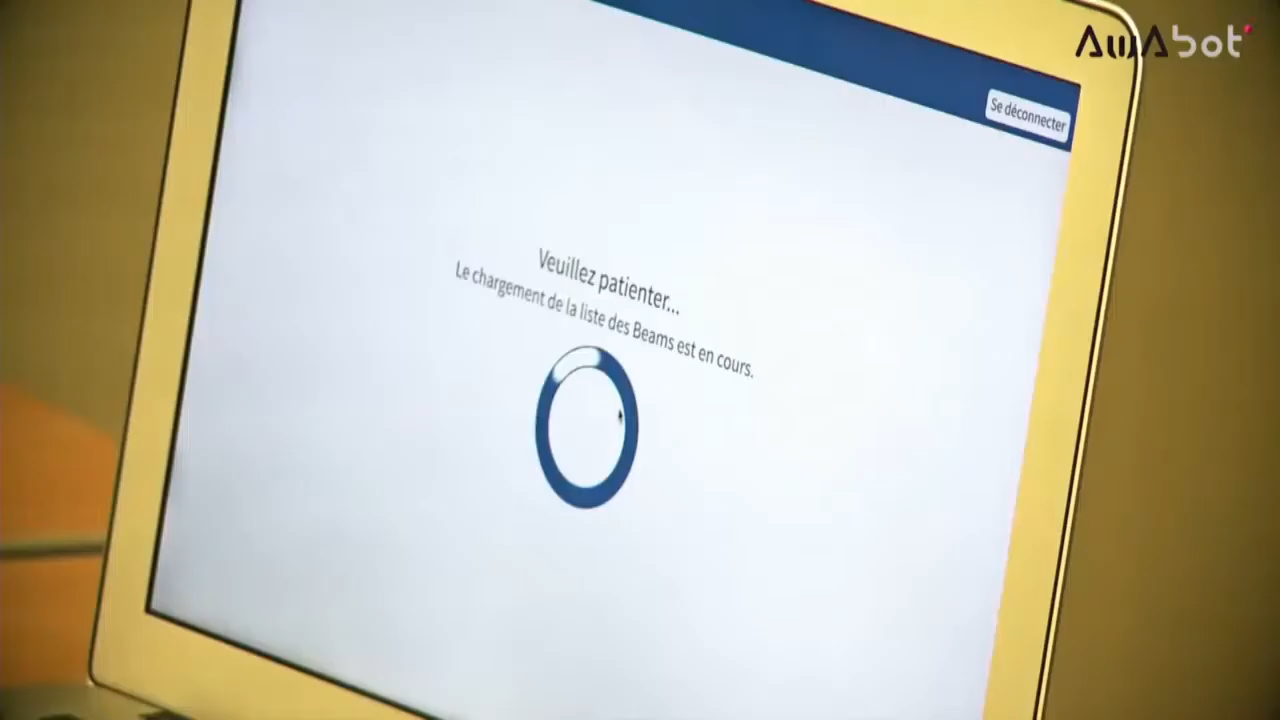 AwAbot
Se déconnecter
Veuillez patienter...
Le chargement de la liste des Beams est en cours.